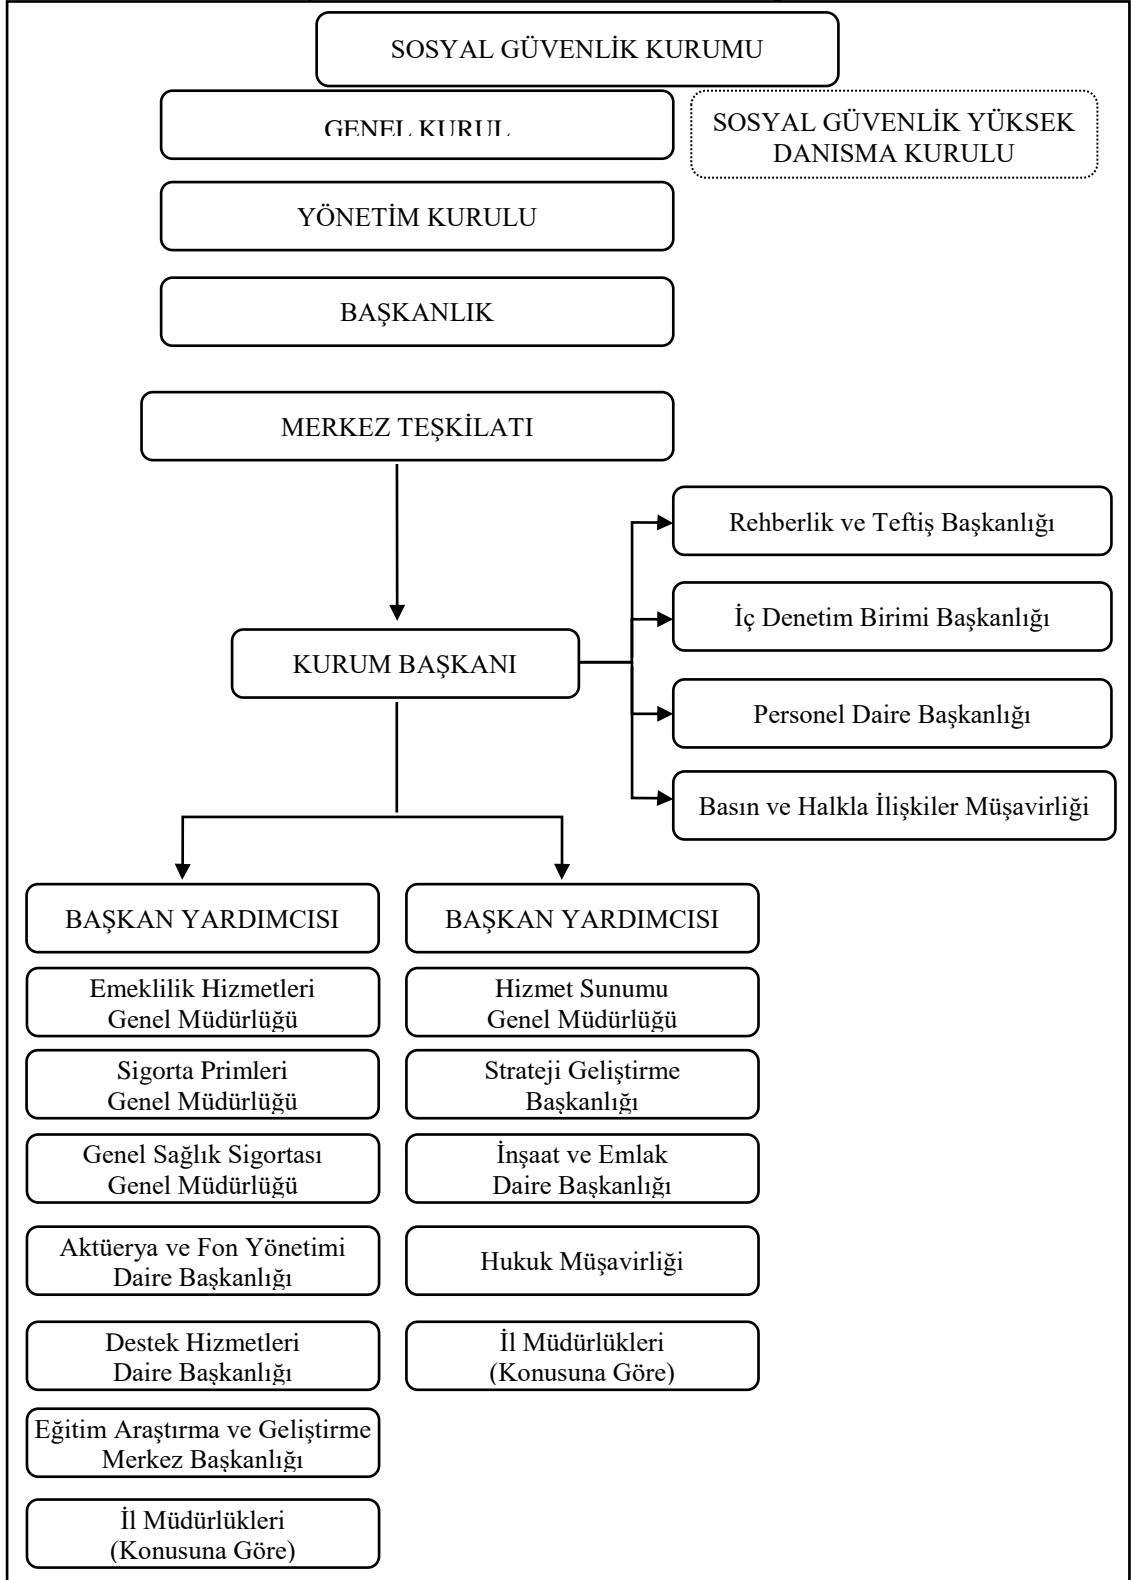 SOSYAL GÜVENLİK KURUMU
GENEL KURUL
SOSYAL GÜVENLİK YÜKSEK
DANISMA KURULU
YÖNETİM KURULU
BAŞKANLIK
MERKEZ TEŞKİLATI
Rehberlik ve Teftiş Başkanlığı
İç Denetim Birimi Başkanlığı
KURUM BAŞKANI
Personel Daire Başkanlığı
Basın ve Halkla İlişkiler Müşavirliği
BAŞKAN YARDIMCISI
Emeklilik Hizmetleri
Genel Müdürlüğü
Sigorta Primleri
Genel Müdürlüğü
Genel Sağlık Sigortası
Genel Müdürlüğü
Aktüerya ve Fon Yönetimi
Daire Başkanlığı
Destek Hizmetleri
Daire Başkanlığı
Eğitim Araştırma ve Geliştirme
Merkez Başkanlığı
İl Müdürlükleri
(Konusuna Göre)
BAŞKAN YARDIMCISI
Hizmet Sunumu
Genel Müdürlüğü
Strateji Geliştirme
Başkanlığı
İnşaat ve Emlak
Daire Başkanlığı
Hukuk Müşavirliği
İl Müdürlükleri
(Konusuna Göre)